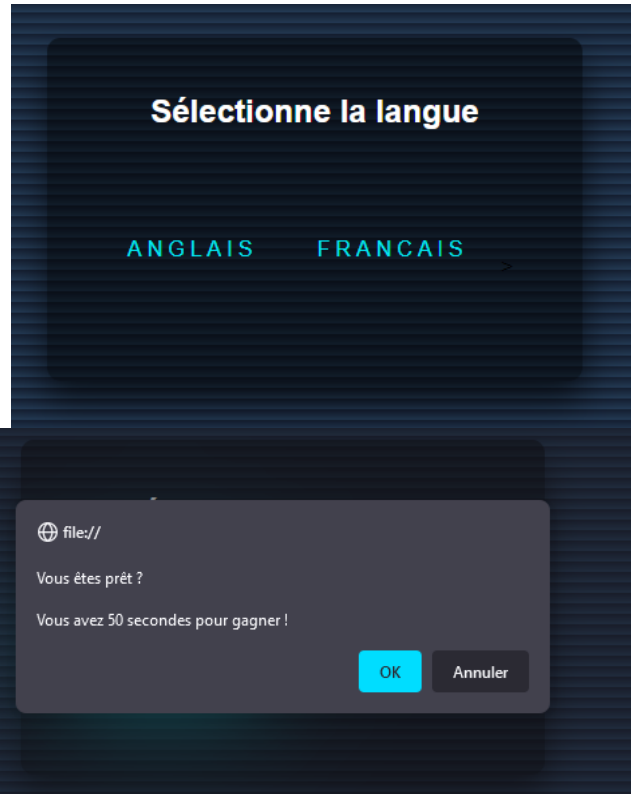 Sélectionne la langue
ANGLAIS FRANCAIS
>
file://
Vous êtes prêt ?
Vous avez 50 secondes pour gagner !
OK Annuler